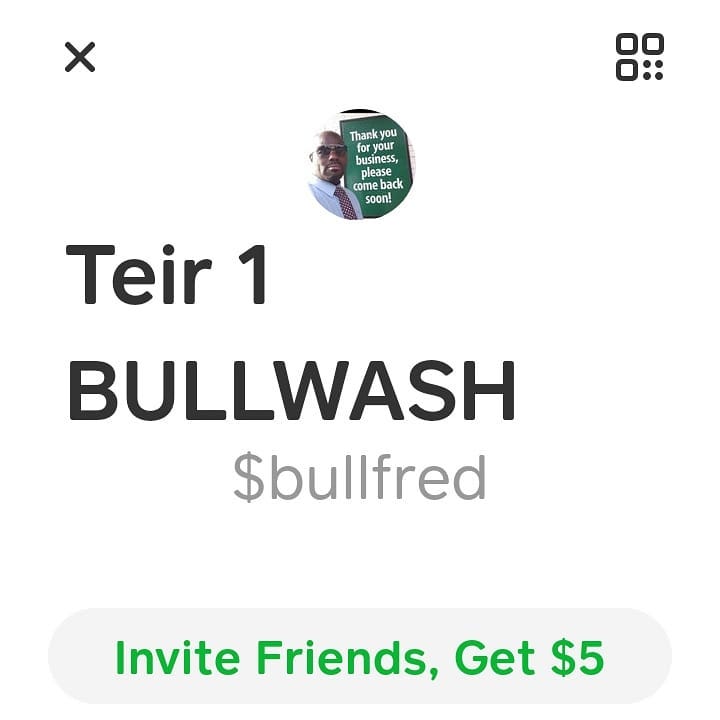 Thank you
for your
business,
please
come back
soon!
Teir 1
BULLWASH
$bullfred
Invite Friends, Get $5